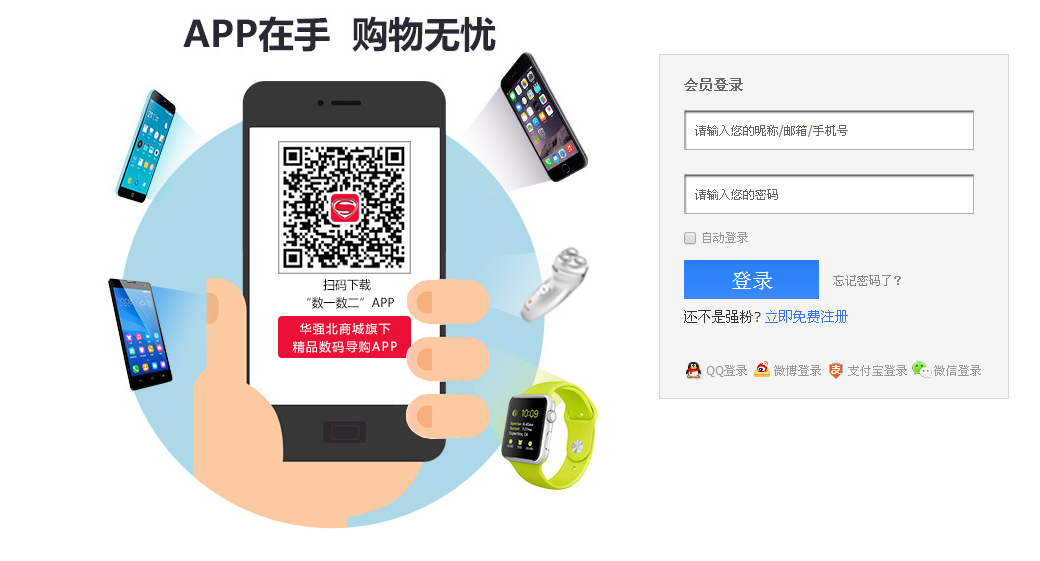 APP在手 购物无忧
扫码下载
“数一数二”APP
华强北商城旗下
精品数码导购APP
10:09
会员登录
请输入您的昵称/邮箱/手机号
请输入您的密码
自动登录
登录 忘记密码了？
还不是强粉？立即免费注册
QQ登录 微博登录 支付宝登录 微信登录